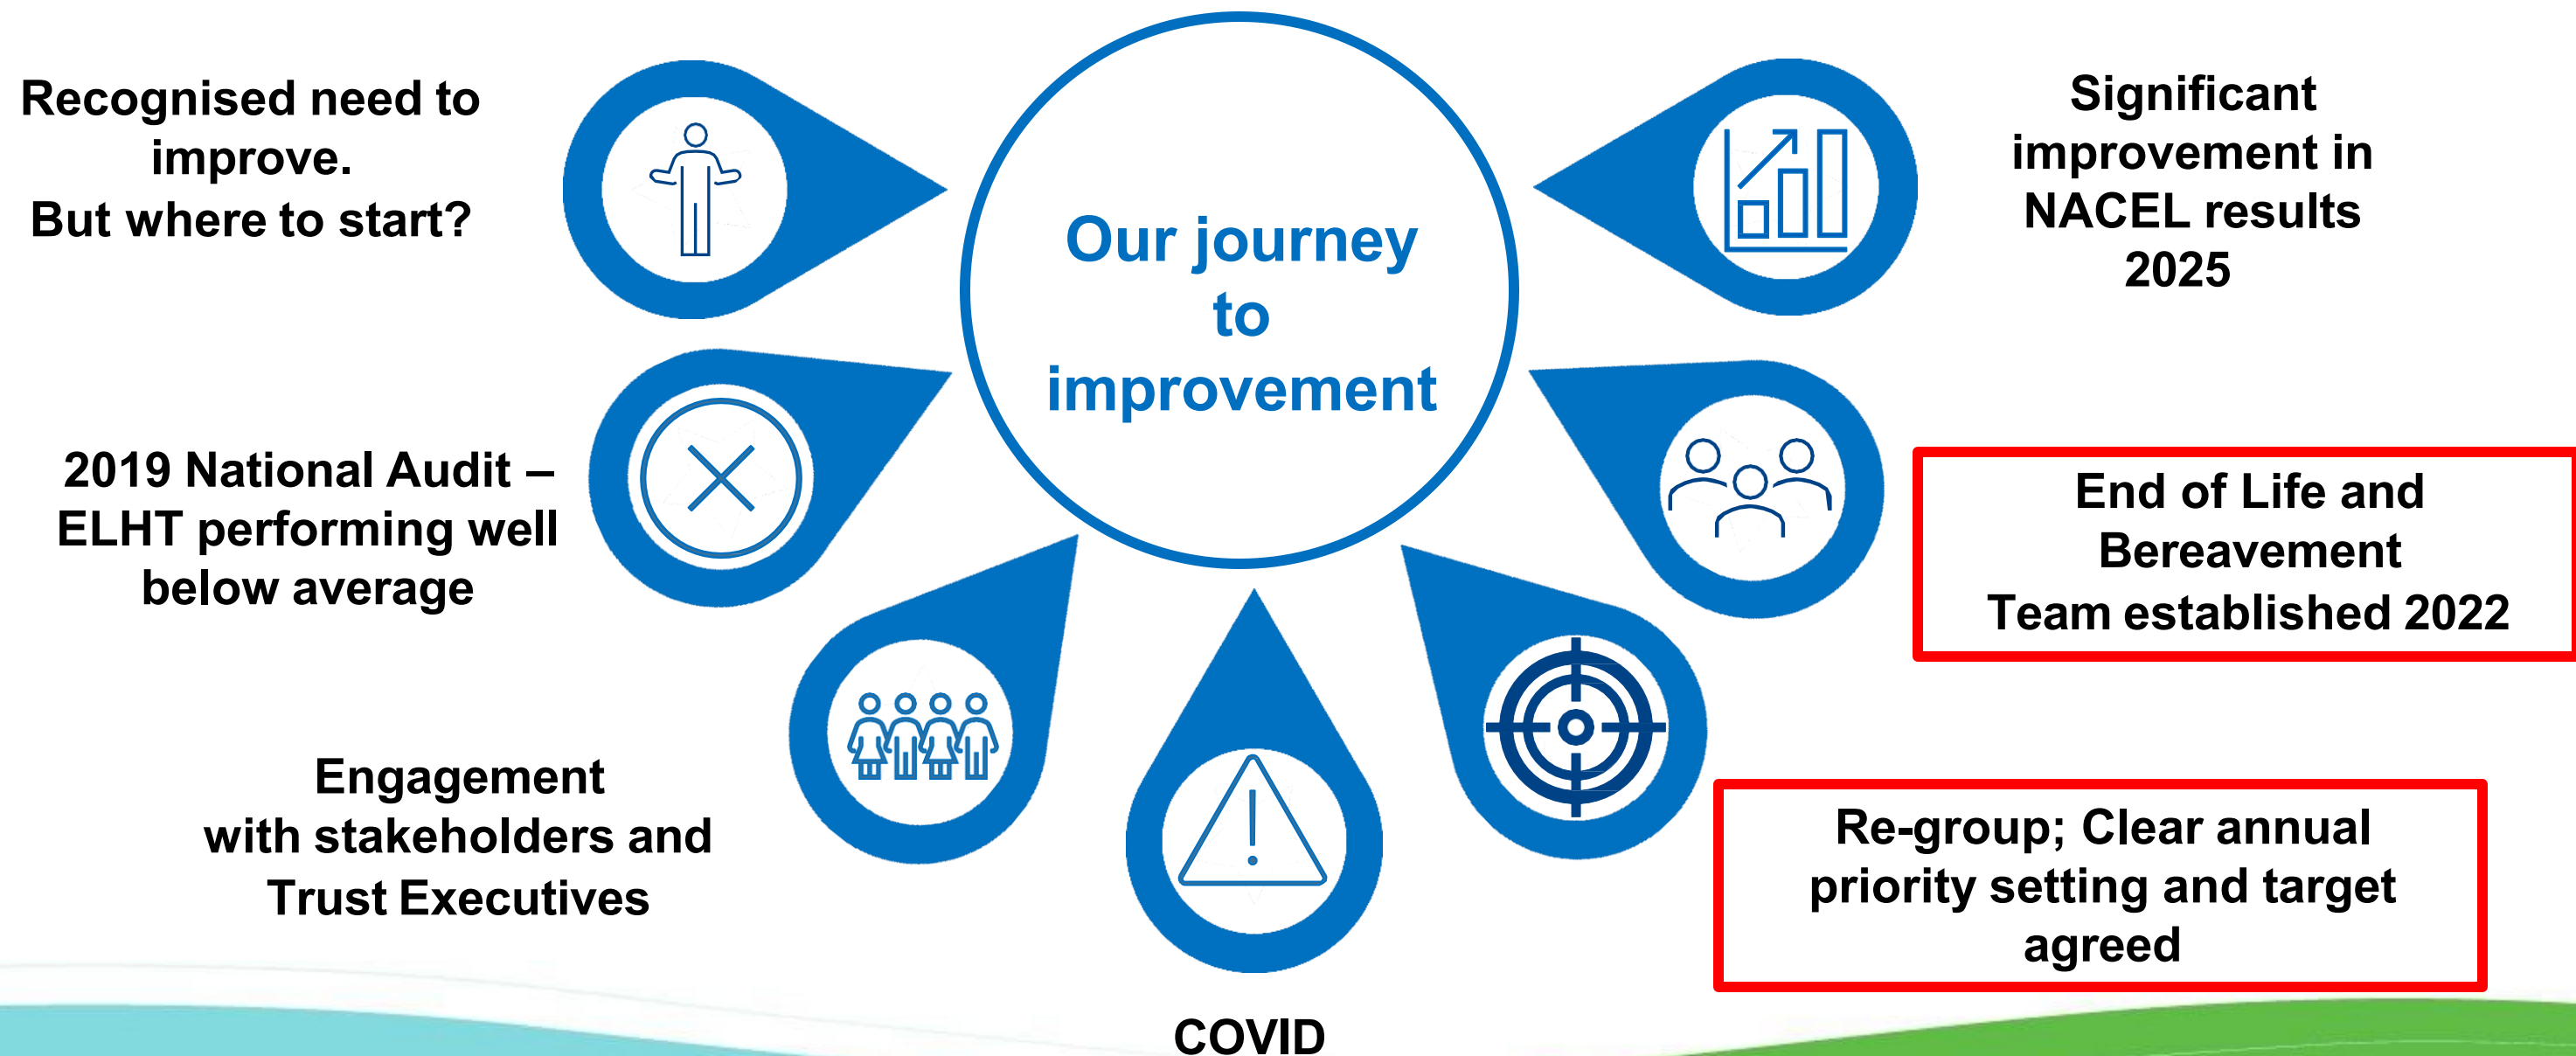 Recognised need to
improve.
But where to start?
2019 National Audit –
ELHT performing well
below average
Engagement
with stakeholders and
Trust Executives
COVID
Our journey
to
improvement
Re-group; Clear annual
priority setting and target
agreed
End of Life and
Bereavement
Team established 2022
Significant
improvement in
NACEL results
2025